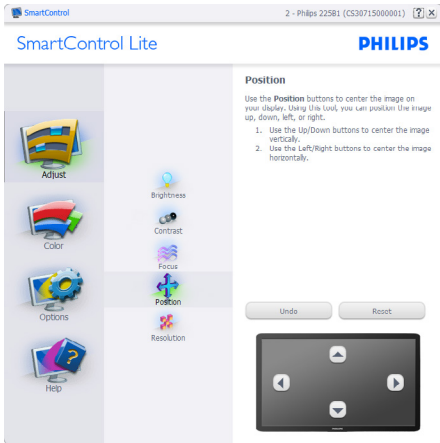 SmartControl
2 - Philips 225B1 (CS30715000001)
?
SmartControl Lite
PHILIPS
Position
Use the Position buttons to center the image on
your display. Using this tool, you can position the image
up, down, left, or right.
1. Use the Up/Down buttons to center the image
vertically.
2. Use the Left/Right buttons to center the image
horizontally.
Adjust
Color
Options
?
Help
Brightness
Contrast
Focus
Position
Resolution
Undo
Reset